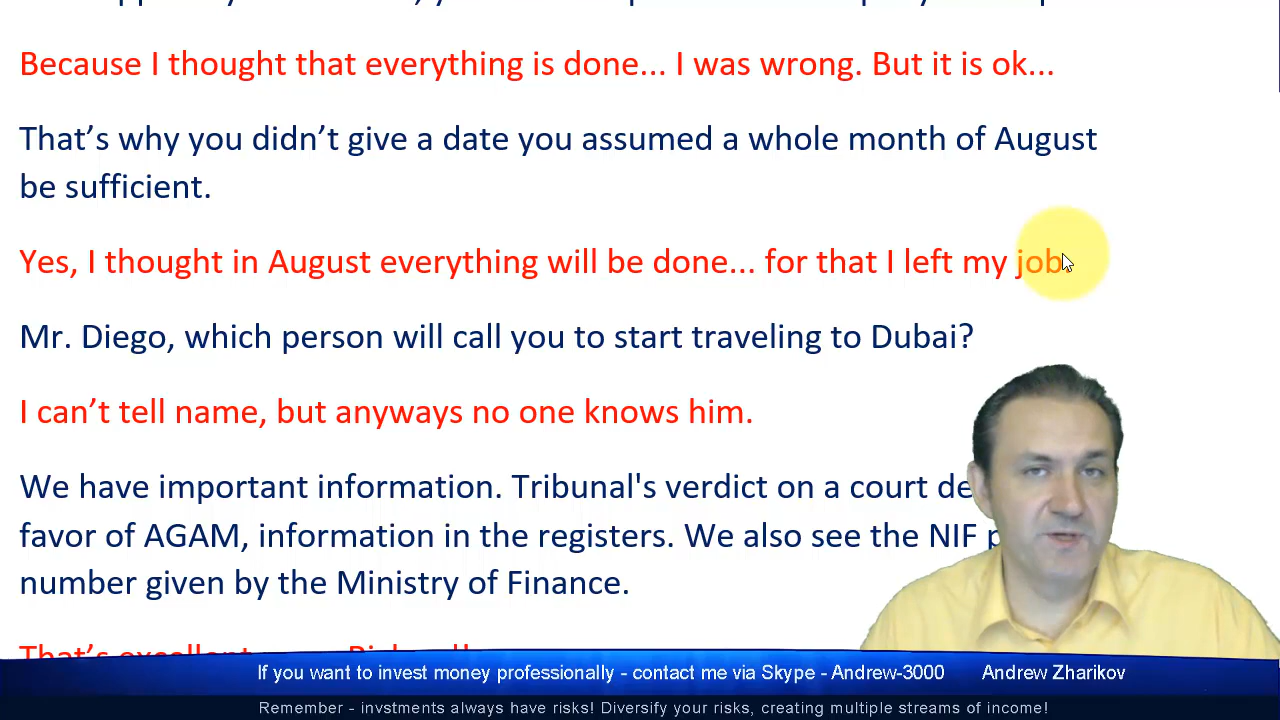 Because I thought that everything is done... I was wrong. But it is ok...
That’s why you didn’t give a date you assumed a whole month of August
be sufficient.
Yes, I thought in August everything will be done... for that I left my job.
Mr. Diego, which person will call you to start traveling to Dubai?
I can’t tell name, but anyways no one knows him.
We have important information. Tribunal's verdict on a court
favor of AGAM, information in the registers. We also see the NIF
number given by the Ministry of Finance.
That’s
If you want to invest money professionally - contact me via Skype - Andrew-3000 Andrew Zharikov
Remember - invstments always have risks! Diversify your risks, creating multiple streams of income!